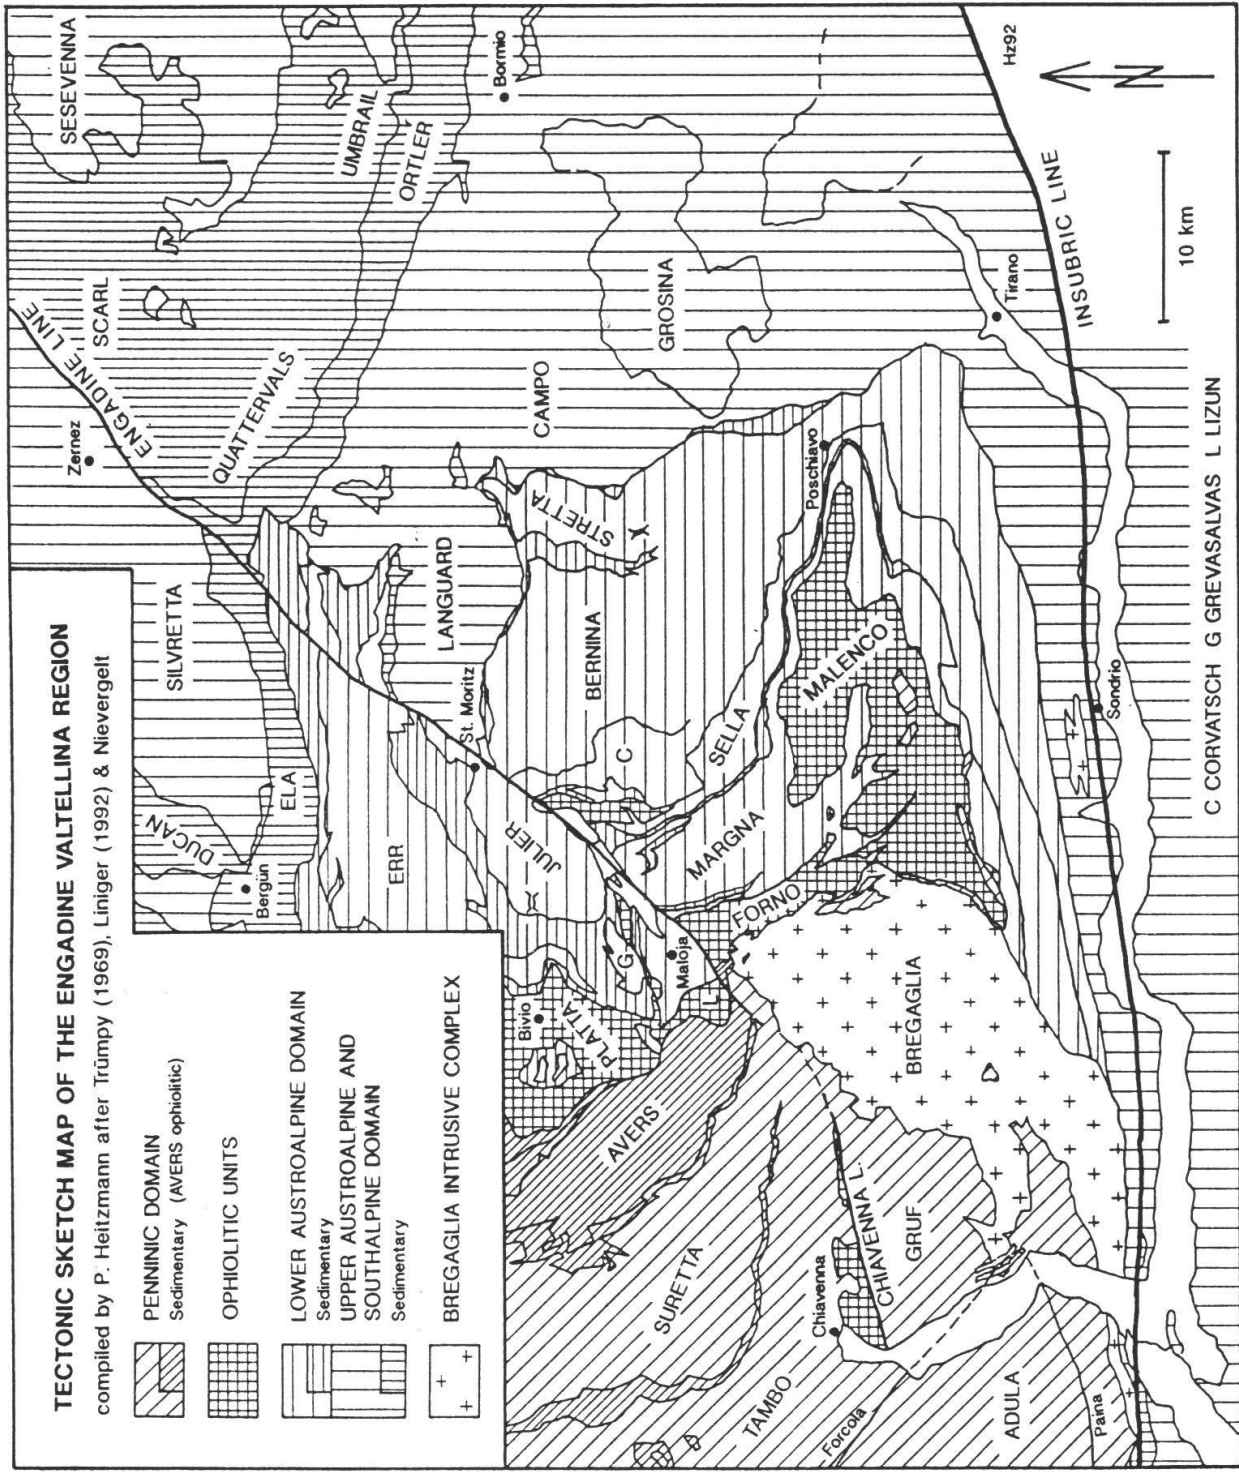 TECTONIC SKETCH MAP OF THE ENGADINE VALTELLINA REGION
compiled by P. Heitzmann after Trümpy (1969), Liniger (1992) & Nievergelt
PENNINIC DOMAIN
Sedimentary (AVERS ophiolitic)
OPHIOLITIC UNITS
LOWER AUSTROALPINE DOMAIN
Sedimentary
UPPER AUSTROALPINE AND
SOUTHALPINE DOMAIN
Sedimentary
BREGAGLIA INTRUSIVE COMPLEX
SILVRETTA
DUCAN
ELA
Bergün
ERR
Zernez
ENGADINE LINE
SCARL
SESEVENNA
QUATTERVALS
UMBRAIL
ORTLER
Bormio
LANGUARD
St. Moritz
JULIER
CAMPO
STRETTA
BERNINA
GROSINA
C
SELLA
MARGNA
MALENCO
Poschiavo
Tirano
Bivio
PLATTA
G
Maloja
L
FORNO
AVERS
SURETTA
TAMBO
Chiavenna
CHIAVENNA L.
GRUF
BREGAGLIA
Forcola
ADULA
Paina
Sondrio
INSUBRIC LINE
Hz92
N
10 km
C CORVATSCH G GREVASALVAS L LIZUN